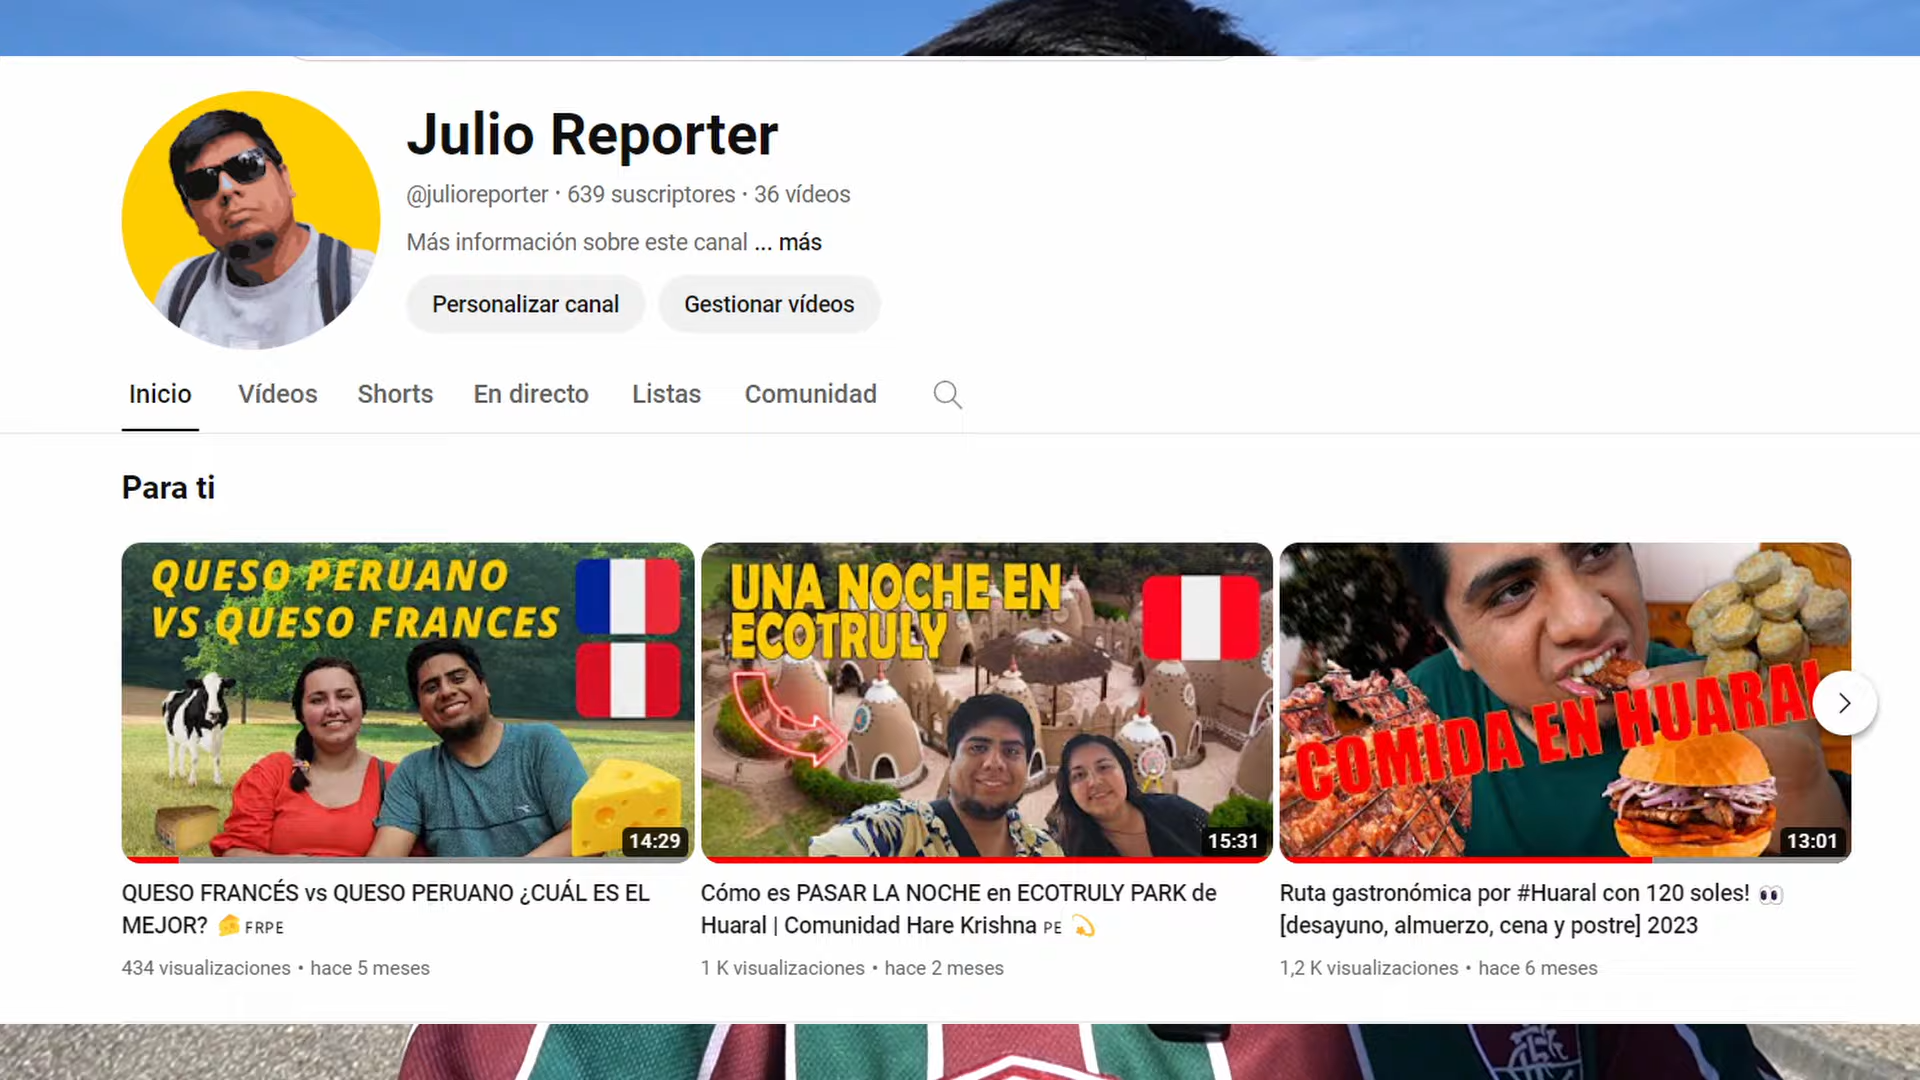 Julio Reporter
@julioreporter · 639 suscriptores · 36 vídeos
Más información sobre este canal ... más
Personalizar canal
Gestionar vídeos
Inicio
Vídeos
Shorts
En directo
Listas
Comunidad
Para ti
QUESO PERUANO
VS QUESO FRANCES
14:29
UNA NOCHE EN
ECOTRULY
15:31
COMIDA EN HUARAL
13:01
QUESO FRANCÉS vs QUESO PERUANO ¿CUÁL ES EL
MEJOR? 🧀 FRPE
434 visualizaciones • hace 5 meses
Cómo es PASAR LA NOCHE en ECOTRULY PARK de
Huaral | Comunidad Hare Krishna PE 💫
1 K visualizaciones • hace 2 meses
Ruta gastronómica por #Huaral con 120 soles! 👀
[desayuno, almuerzo, cena y postre] 2023
1,2 K visualizaciones • hace 6 meses